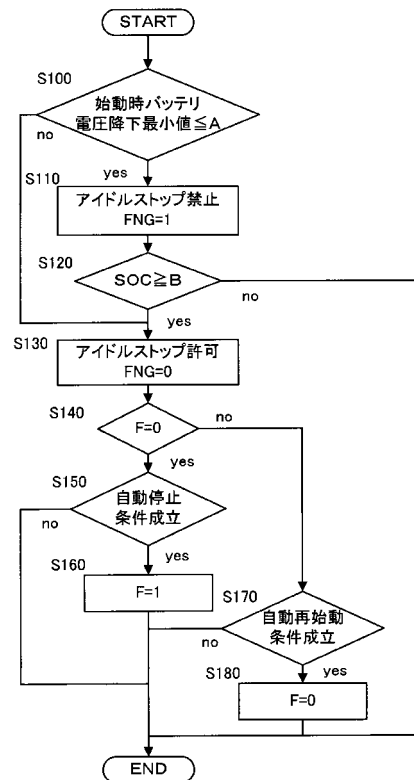 START
S100
始動時バッテリ
電圧降下最小値≦A
no
yes
S110
アイドルストップ禁止
FNG=1
S120
SOC≧B
no
yes
S130
アイドルストップ許可
FNG=0
S140
F=0
no
yes
S150
自動停止
条件成立
no
yes
S160
F=1
S170
自動再始動
条件成立
no
yes
S180
F=0
END